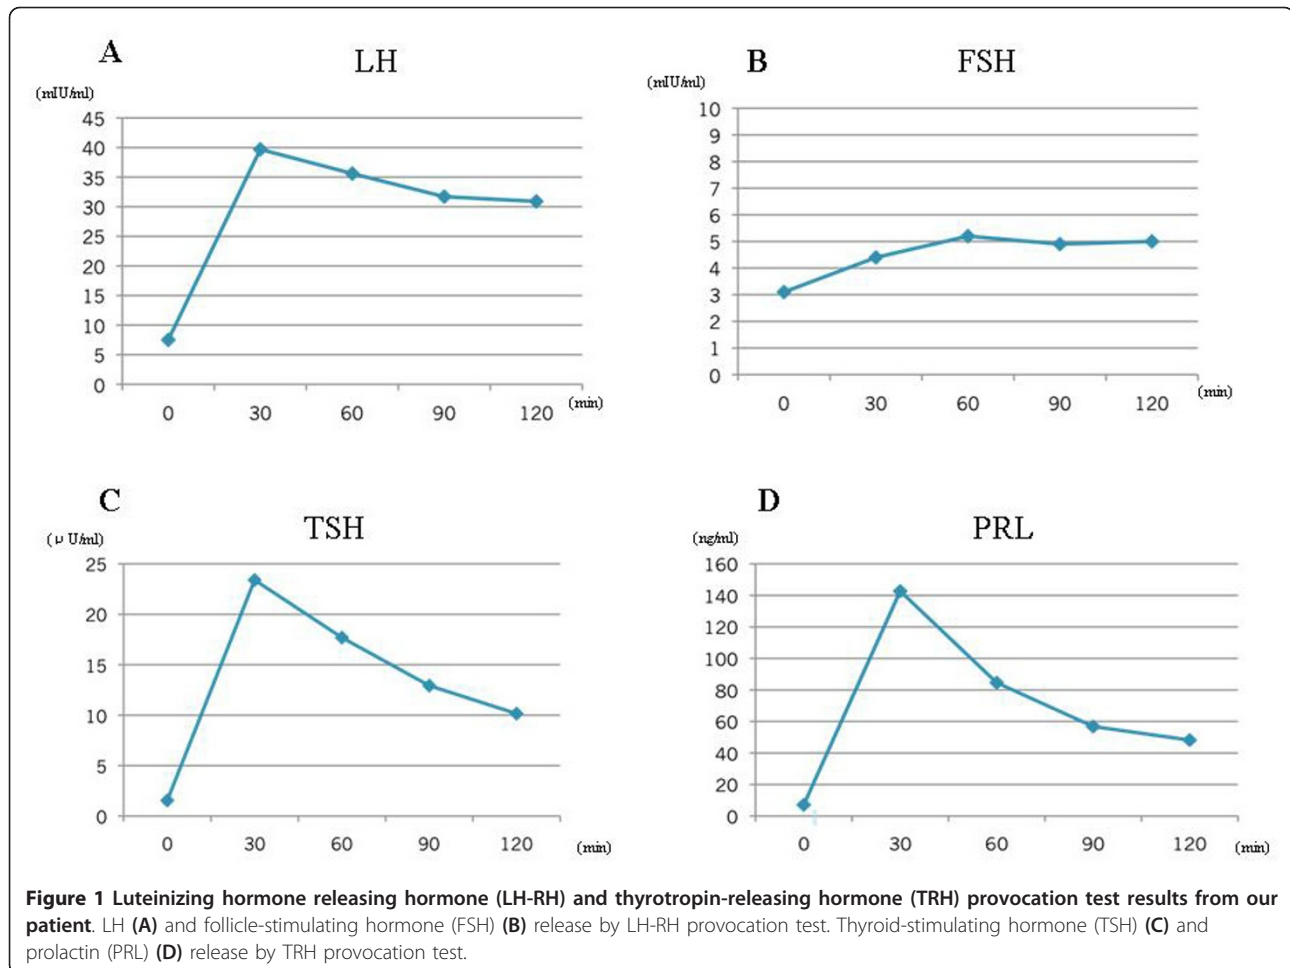 A
LH
(mIU/ml)
45
40
35
30
25
20
15
10
5
0
0 30 60 90 120 (min)
B
FSH
(mIU/ml)
10
9
8
7
6
5
4
3
2
1
0
0 30 60 90 120 (min)
C
TSH
(μ U/ml)
25
20
15
10
5
0
0 30 60 90 120 (min)
D
PRL
(ng/ml)
160
140
120
100
80
60
40
20
0
0 30 60 90 120 (min)
Figure 1 Luteinizing hormone releasing hormone (LH-RH) and thyrotropin-releasing hormone (TRH) provocation test results from our
patient. LH (A) and follicle-stimulating hormone (FSH) (B) release by LH-RH provocation test. Thyroid-stimulating hormone (TSH) (C) and
prolactin (PRL) (D) release by TRH provocation test.